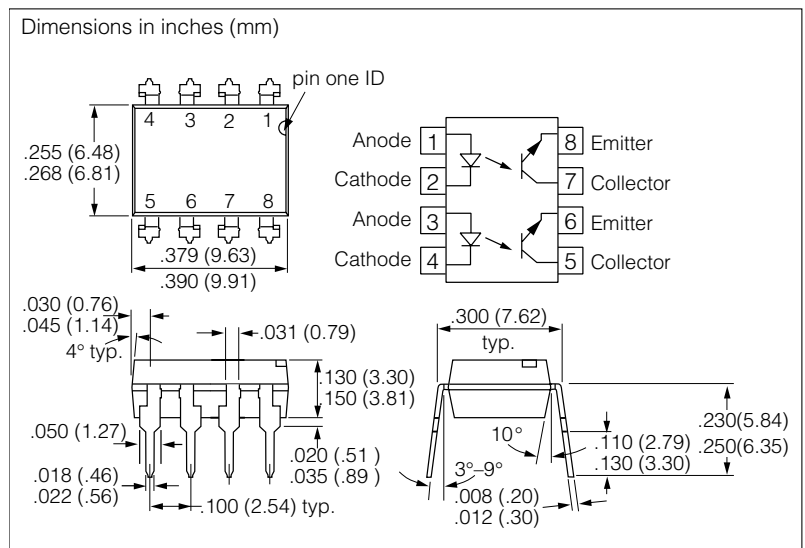 Dimensions in inches (mm)
pin one ID
4 3 2 1
.255 (6.48)
.268 (6.81)
5 6 7 8
.379 (9.63)
.390 (9.91)
Anode 1 8 Emitter
Cathode 2 7 Collector
Anode 3 6 Emitter
Cathode 4 5 Collector
.030 (0.76)
.045 (1.14)
4° typ.
.031 (0.79)
.130 (3.30)
.150 (3.81)
.050 (1.27)
.020 (.51 )
.035 (.89 )
.018 (.46)
.022 (.56)
.100 (2.54) typ.
.300 (7.62)
typ.
.230(5.84)
.250(6.35)
10°
.110 (2.79)
.130 (3.30)
3°–9°
.008 (.20)
.012 (.30)